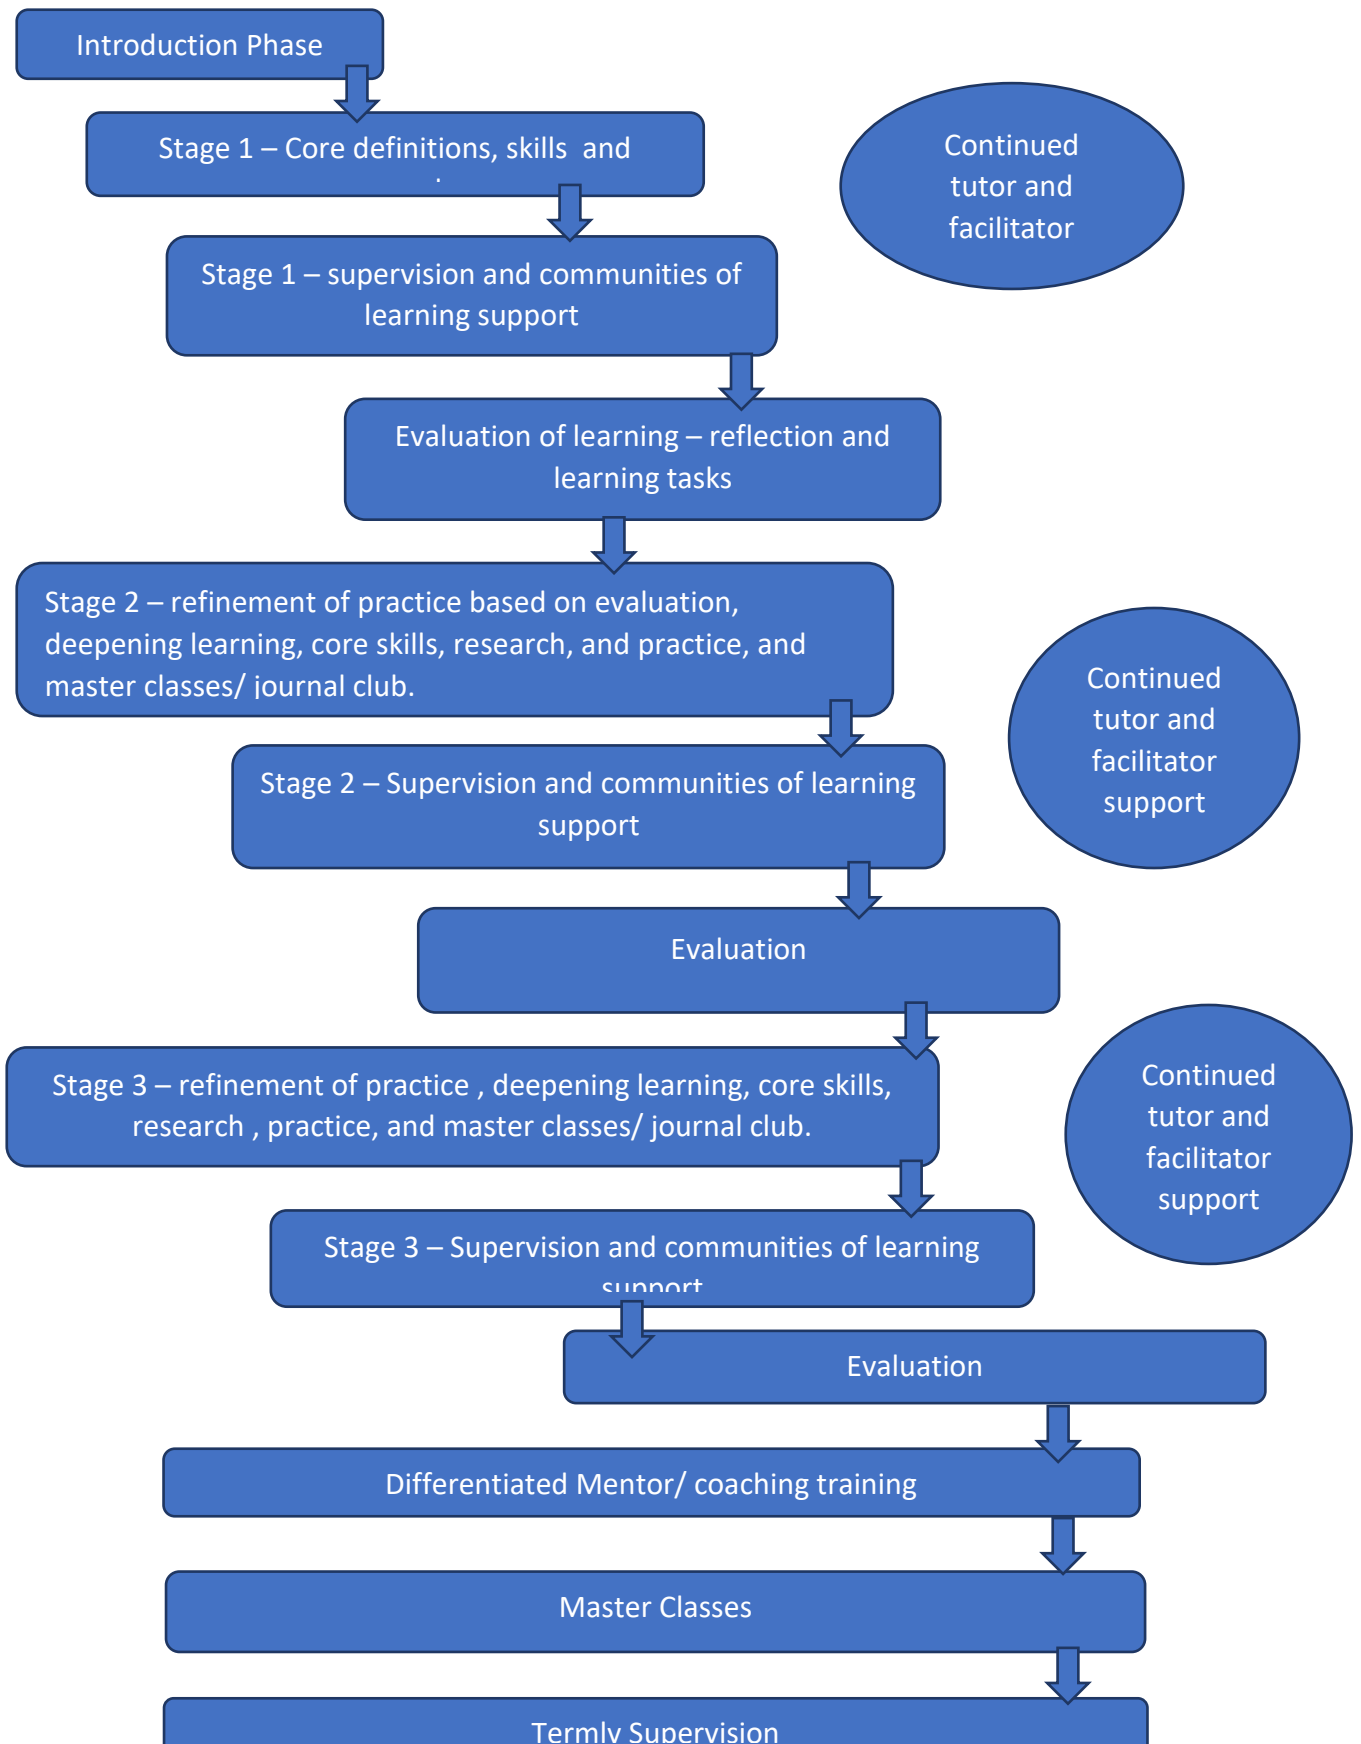 Introduction Phase
Stage 1 – Core definitions, skills  and
Continued
tutor and
facilitator
Stage 1 – supervision and communities of
learning support
Evaluation of learning – reflection and
learning tasks
Stage 2 – refinement of practice based on evaluation,
deepening learning, core skills, research, and practice, and
master classes/ journal club.
Continued
tutor and
facilitator
support
Stage 2 – Supervision and communities of learning
support
Evaluation
Stage 3 – refinement of practice , deepening learning, core skills,
research , practice, and master classes/ journal club.
Continued
tutor and
facilitator
support
Stage 3 – Supervision and communities of learning
support
Evaluation
Differentiated Mentor/ coaching training
Master Classes
Termly Supervision